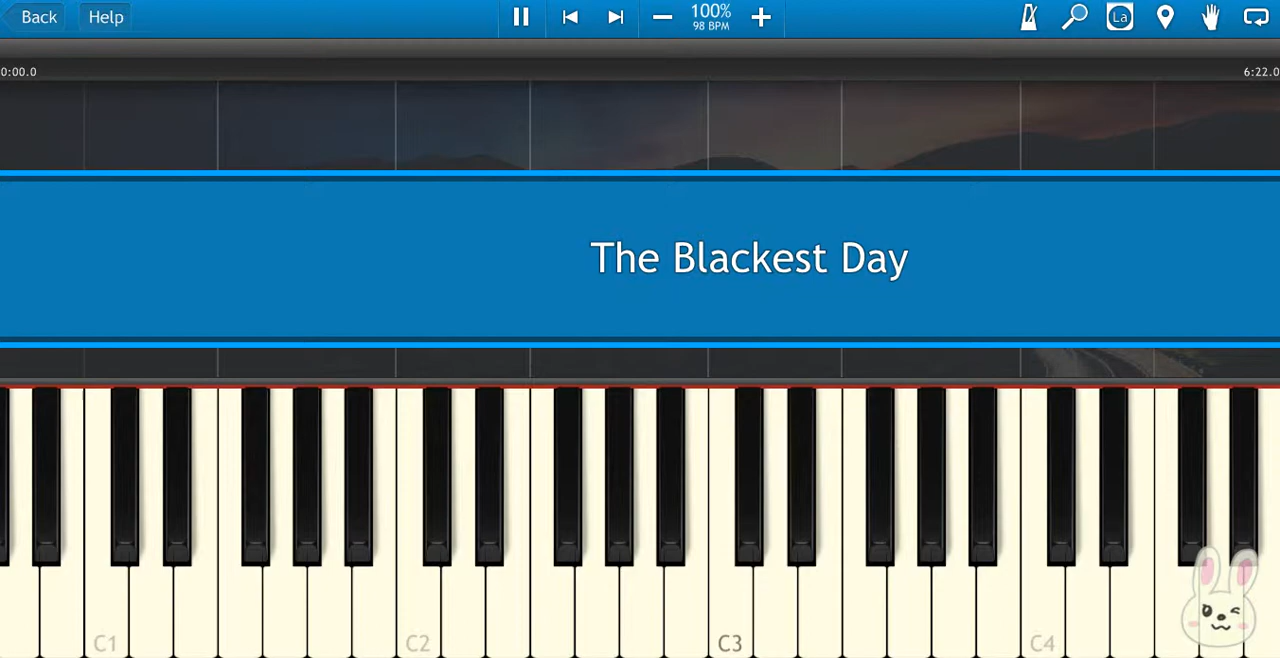 Back Help 100% La
98 BPM
0:00.0 6:22.0
The Blackest Day
C1 C2 C3 C4